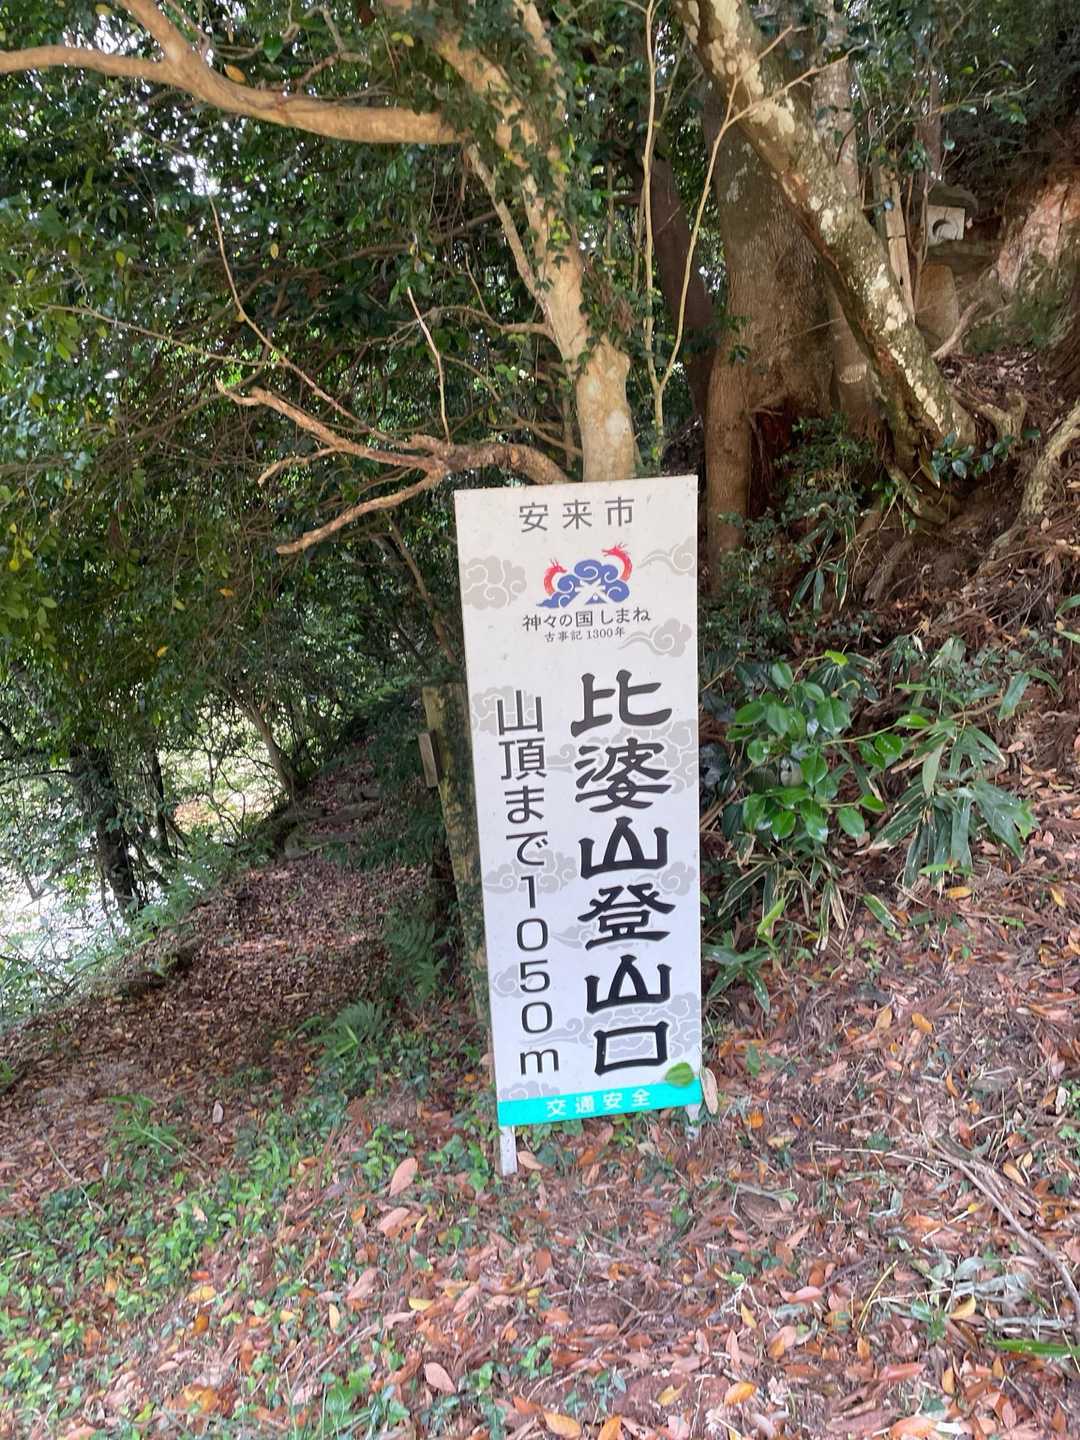 安来市
神々の国しまね
古事記1300年
比婆山登山口
山頂まで1050m
交通安全